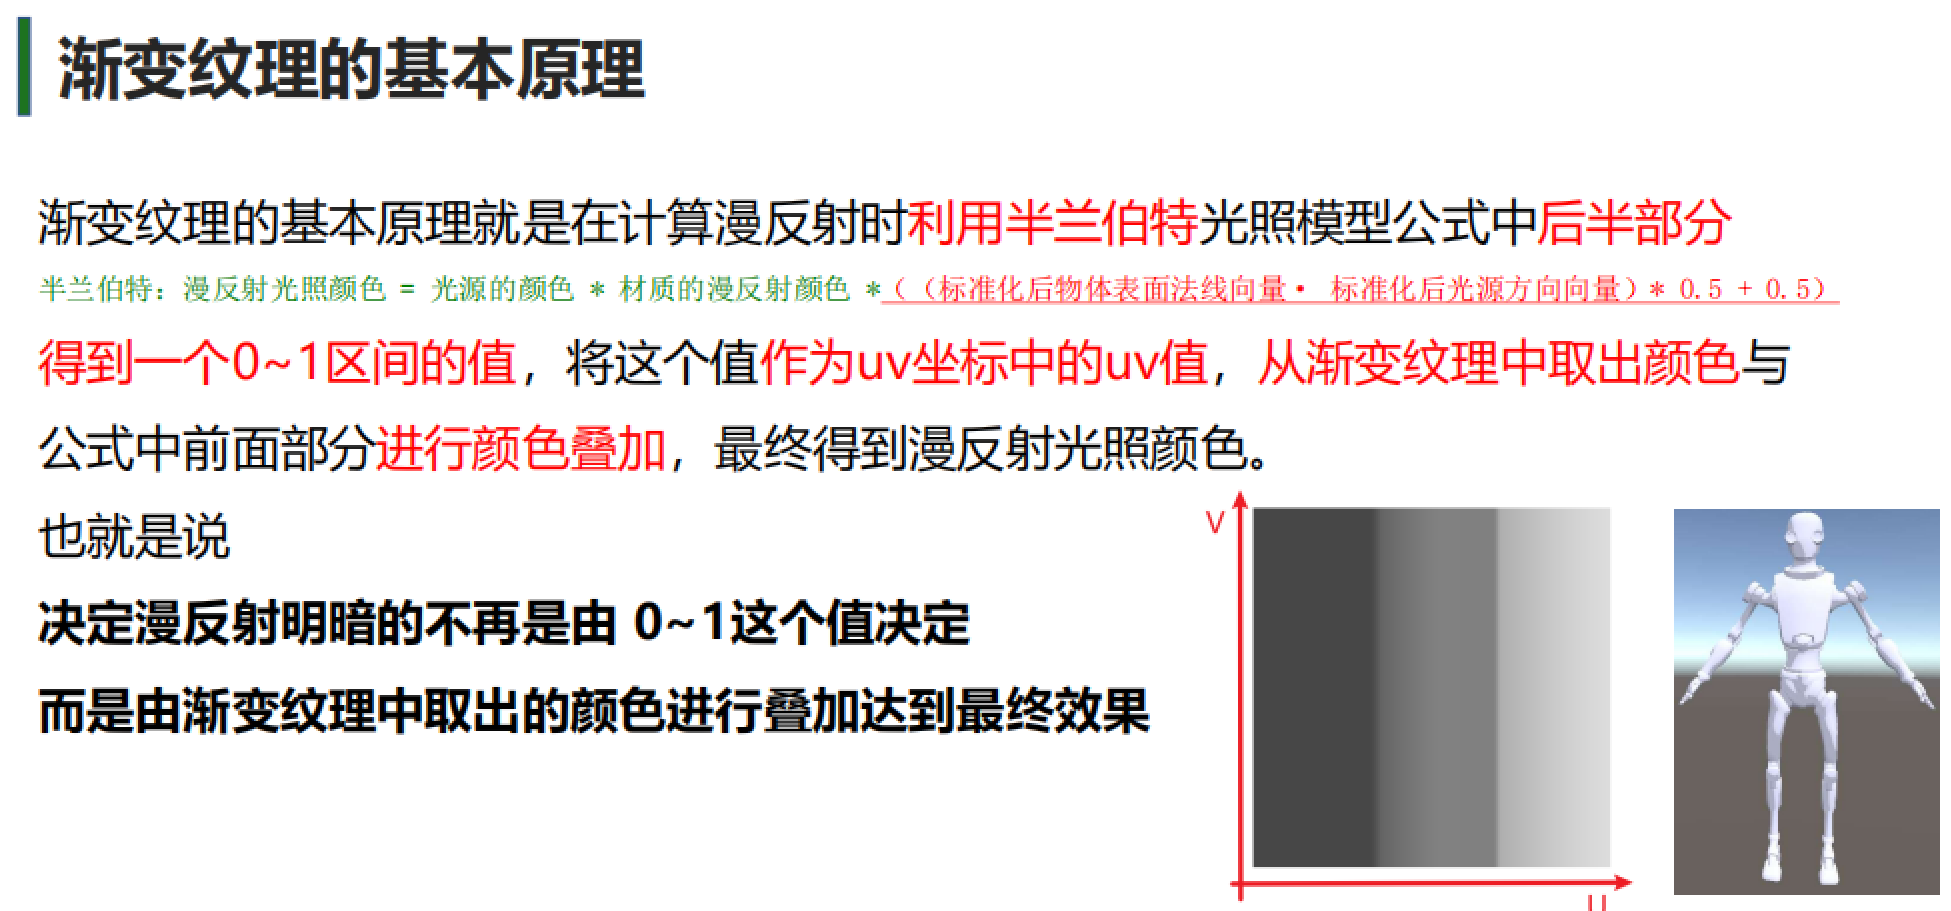 渐变纹理的基本原理
渐变纹理的基本原理就是在计算漫反射时利用半兰伯特光照模型公式中后半部分
半兰伯特：漫反射光照颜色 = 光源的颜色 * 材质的漫反射颜色 *（（标准化后物体表面法线向量· 标准化后光源方向向量）* 0.5 + 0.5）
得到一个0~1区间的值，将这个值作为uv坐标中的uv值，从渐变纹理中取出颜色与
公式中前面部分进行颜色叠加，最终得到漫反射光照颜色。
也就是说
决定漫反射明暗的不再是由 0~1这个值决定
而是由渐变纹理中取出的颜色进行叠加达到最终效果
V